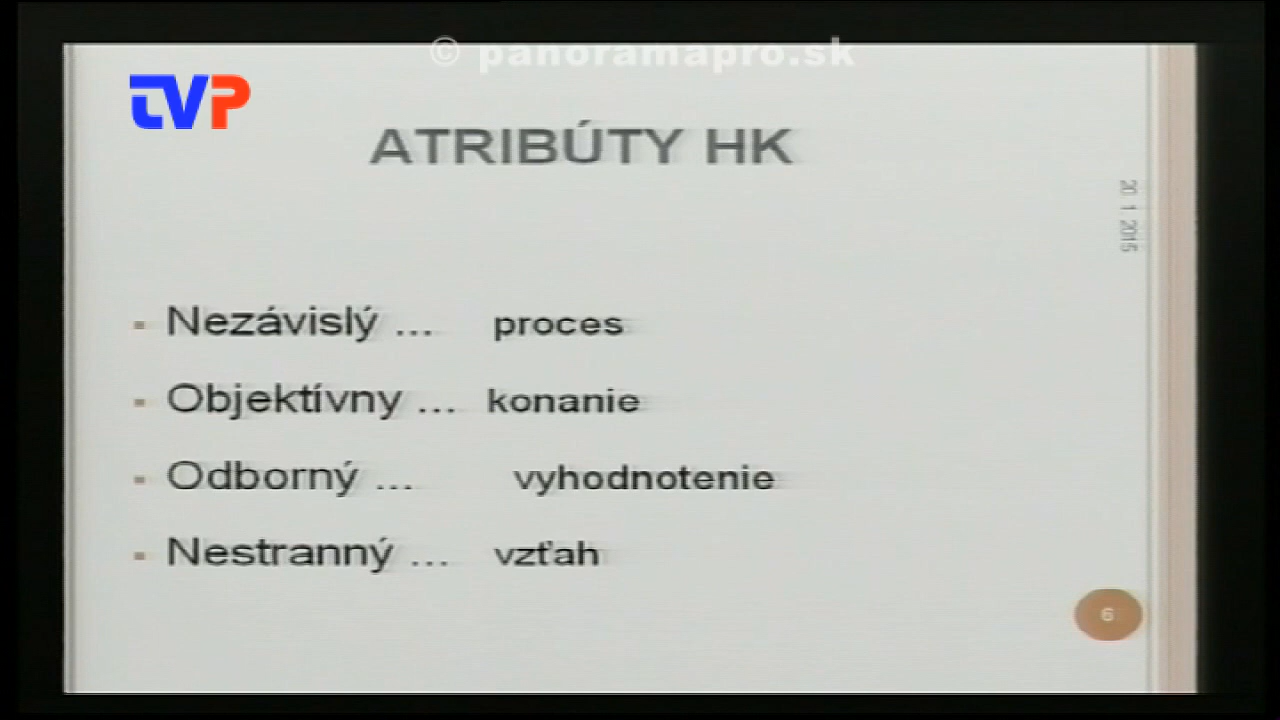 © panoramapro.sk
TVP
ATRIBÚTY HK
20. 1. 2015
Nezávislý ... proces
Objektívny ... konanie
Odborný ... vyhodnotenie
Nestranný ... vzťah
6